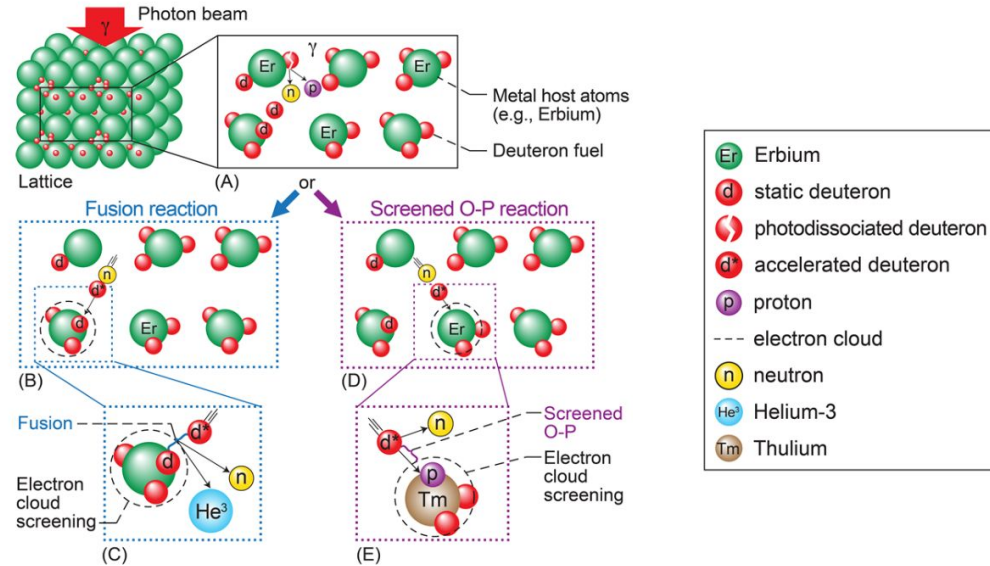 Photon beam
γ
γ
Er
Er
d
n
p
d
d
Er
Metal host atoms
(e.g., Erbium)
Deuteron fuel
Lattice
(A)
or
Fusion reaction
Screened O-P reaction
d
n
d*
d
Er
(B)
d
n
d*
d
Er
(D)
Fusion
d*
d
n
He³
Electron
cloud
screening
(C)
d*
n
p
Tm
Screened
O-P
Electron
cloud screening
(E)
Er Erbium
d static deuteron
photodissociated deuteron
d* accelerated deuteron
p proton
electron cloud
n neutron
He³ Helium-3
Tm Thulium